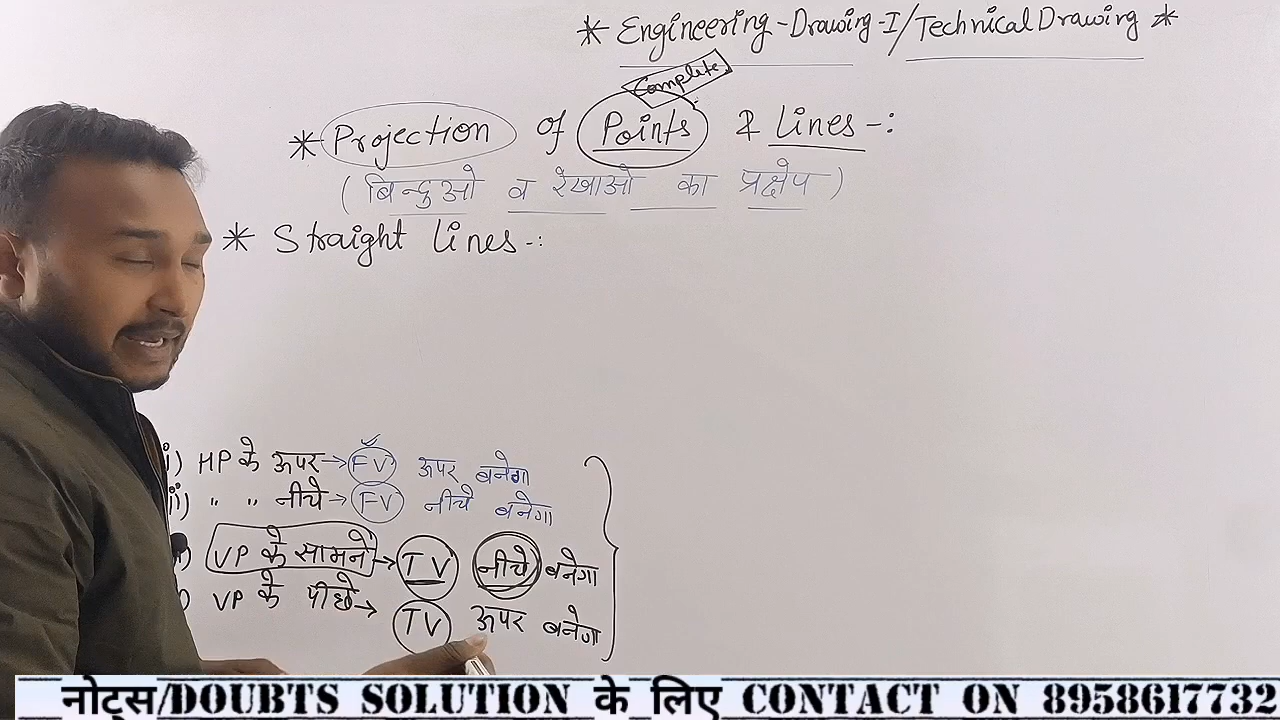 * Engineering-Drawing-I/Technical Drawing *
Complete
* Projection of Points & Lines -:
( बिन्दुओ व रेखाओ का प्रक्षेप )
* Straight Lines -:
i) HP के ऊपर → FV ऊपर बनेगा
ii) " " नीचे → FV नीचे बनेगा
) VP के सामने → TV नीचे बनेगा
) VP के पीछे → TV ऊपर बनेगा
नोट्स/DOUBTS SOLUTION के लिए CONTACT ON 8958617732